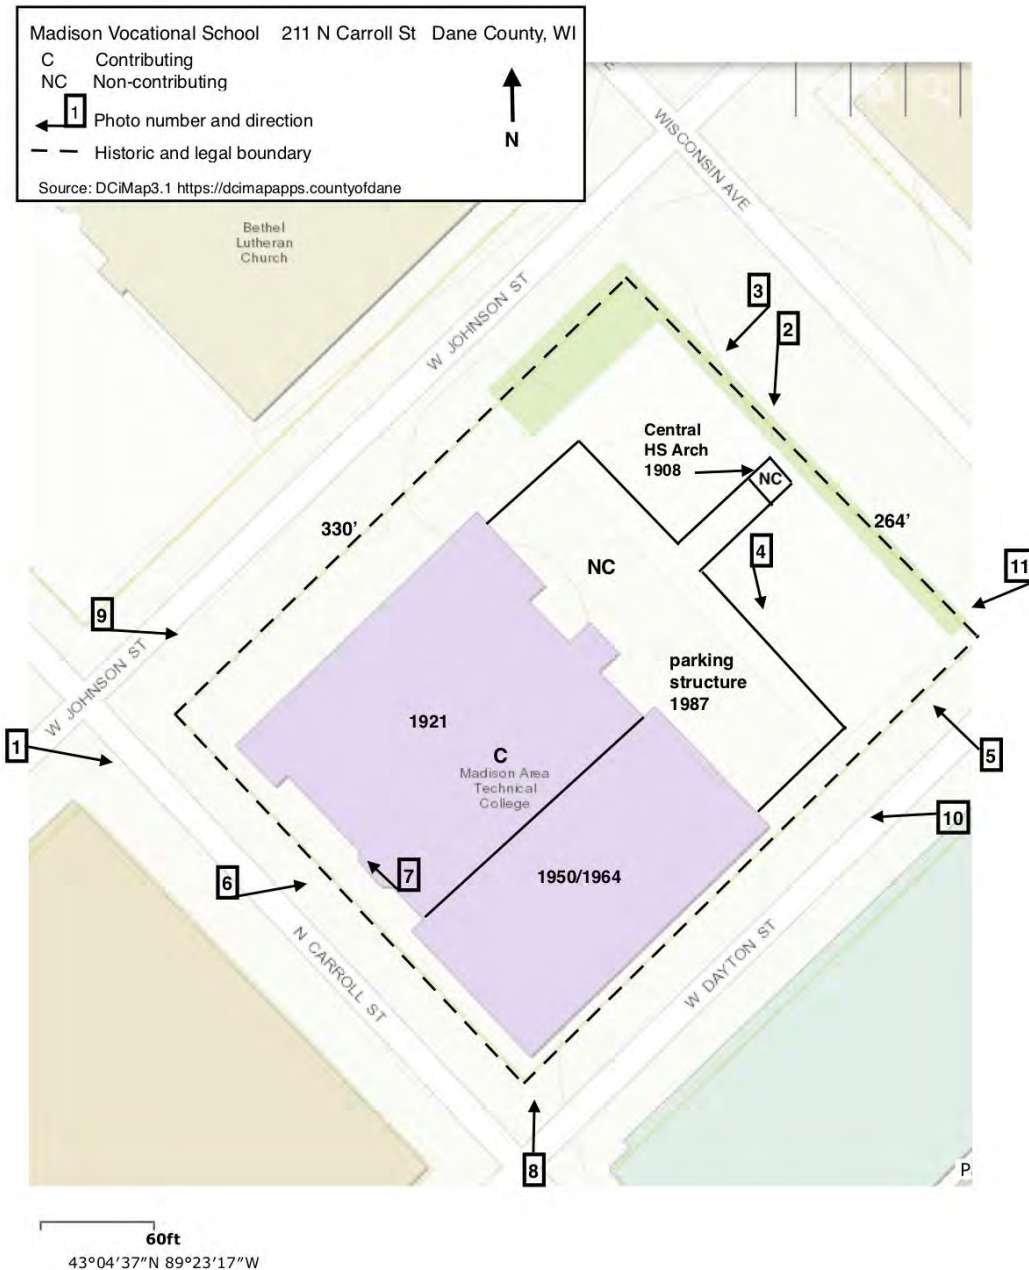 Madison Vocational School 211 N Carroll St Dane County, WI
C Contributing
NC Non-contributing
1 Photo number and direction
Historic and legal boundary
N
Source: DCiMap3.1 https://dcimapapps.countyofdane
WISCONSIN AVE
Bethel
Lutheran
Church
W JOHNSON ST
3
2
Central
HS Arch
1908
NC
330'
264'
4
NC
11
9
W JOHNSON ST
parking
structure
1987
1
1921
C
Madison Area
Technical
College
5
10
6
7
1950/1964
N CARROLL ST
W DAYTON ST
8
60ft
43°04'37"N 89°23'17"W